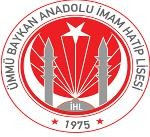 ÜMMÜ BAYKAN ANADOLU İMAM HATİP LİSESİ
İHL
1975